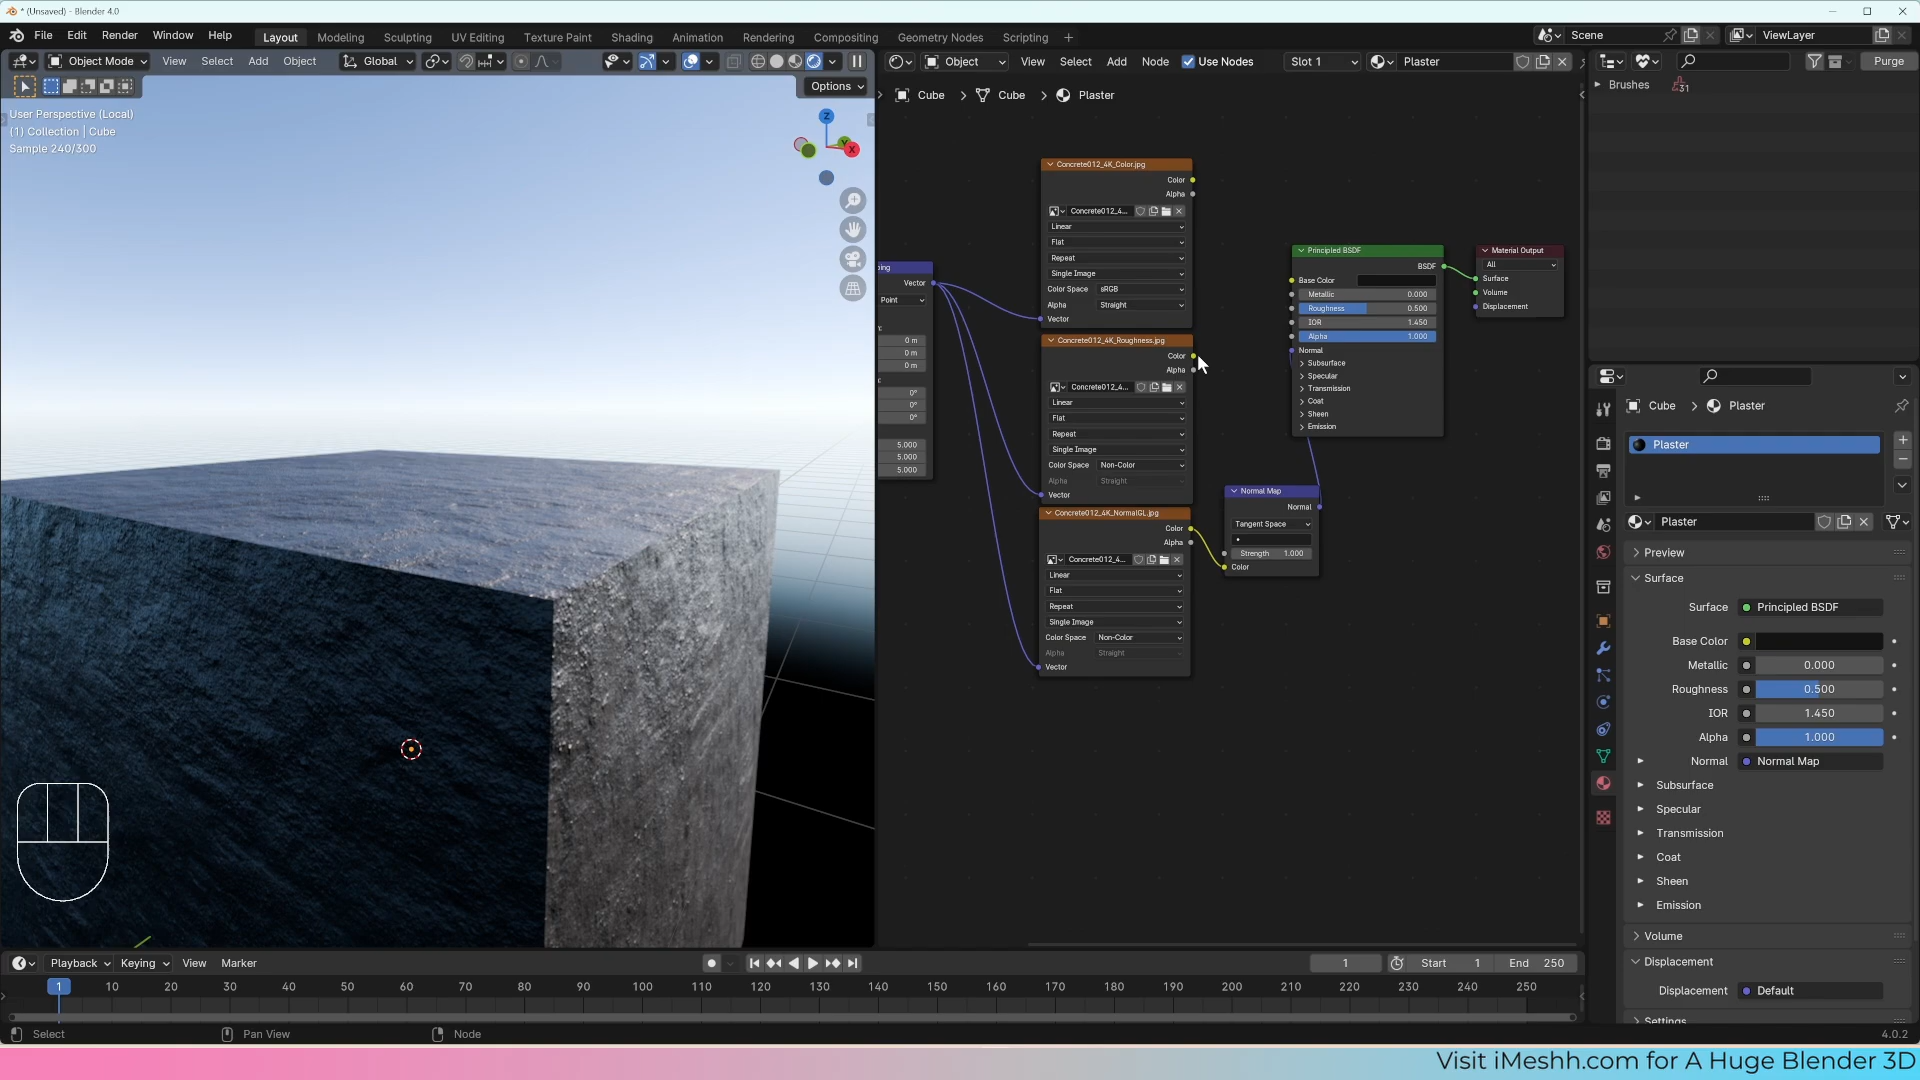 * (Unsaved) - Blender 4.0
File Edit Render Window Help Layout Modeling Sculpting UV Editing Texture Paint Shading Animation Rendering Compositing Geometry Nodes Scripting + Scene ViewLayer
Object Mode View Select Add Object Global
Object View Select Add Node Use Nodes Slot 1 Plaster
Purge
Options
Brushes 31
Cube > Cube > Plaster
User Perspective (Local)
(1) Collection | Cube
Sample 240/300
Z
Y
X
Concrete012_4K_Color.jpg
Color
Alpha
Concrete012_4...
Linear
Flat
Repeat
Single Image
Color Space sRGB
Alpha Straight
Vector
ping
Vector
Point
0 m
0 m
0 m
0°
0°
0°
5.000
5.000
5.000
Concrete012_4K_Roughness.jpg
Color
Alpha
Concrete012_4...
Linear
Flat
Repeat
Single Image
Color Space Non-Color
Alpha Straight
Vector
Concrete012_4K_NormalGL.jpg
Color
Alpha
Concrete012_4...
Linear
Flat
Repeat
Single Image
Color Space Non-Color
Alpha Straight
Vector
Normal Map
Normal
Tangent Space
Strength 1.000
Color
Principled BSDF
BSDF
Base Color
Metallic 0.000
Roughness 0.500
IOR 1.450
Alpha 1.000
Normal
Subsurface
Specular
Transmission
Coat
Sheen
Emission
Material Output
All
Surface
Volume
Displacement
Cube > Plaster
Plaster
Plaster
Preview
Surface
Surface Principled BSDF
Base Color
Metallic 0.000
Roughness 0.500
IOR 1.450
Alpha 1.000
Normal Normal Map
Subsurface
Specular
Transmission
Coat
Sheen
Emission
Volume
Displacement
Displacement Default
Settings
Playback Keying View Marker 1 Start 1 End 250
1 10 20 30 40 50 60 70 80 90 100 110 120 130 140 150 160 170 180 190 200 210 220 230 240 250
Select Pan View Node 4.0.2
Visit iMeshh.com for A Huge Blender 3D